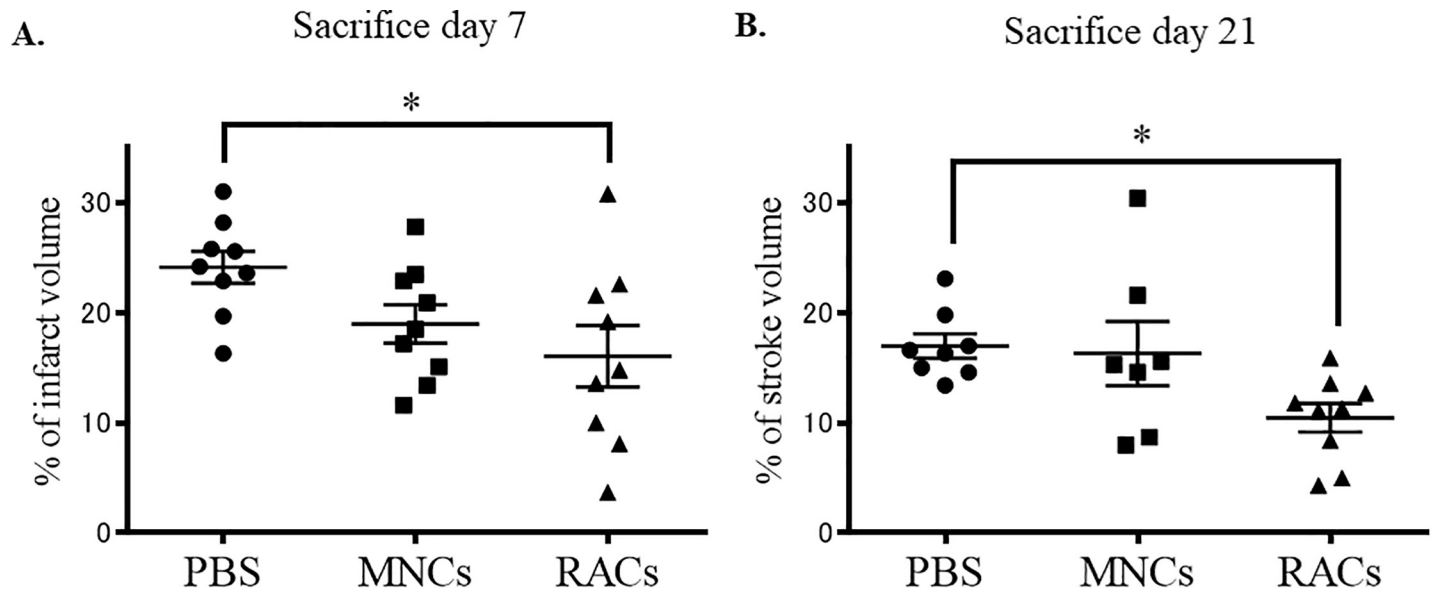 A.
Sacrifice day 7
*
% of infarct volume
30
20
10
0
PBS MNCs RACs
B.
Sacrifice day 21
*
% of stroke volume
30
20
10
0
PBS MNCs RACs